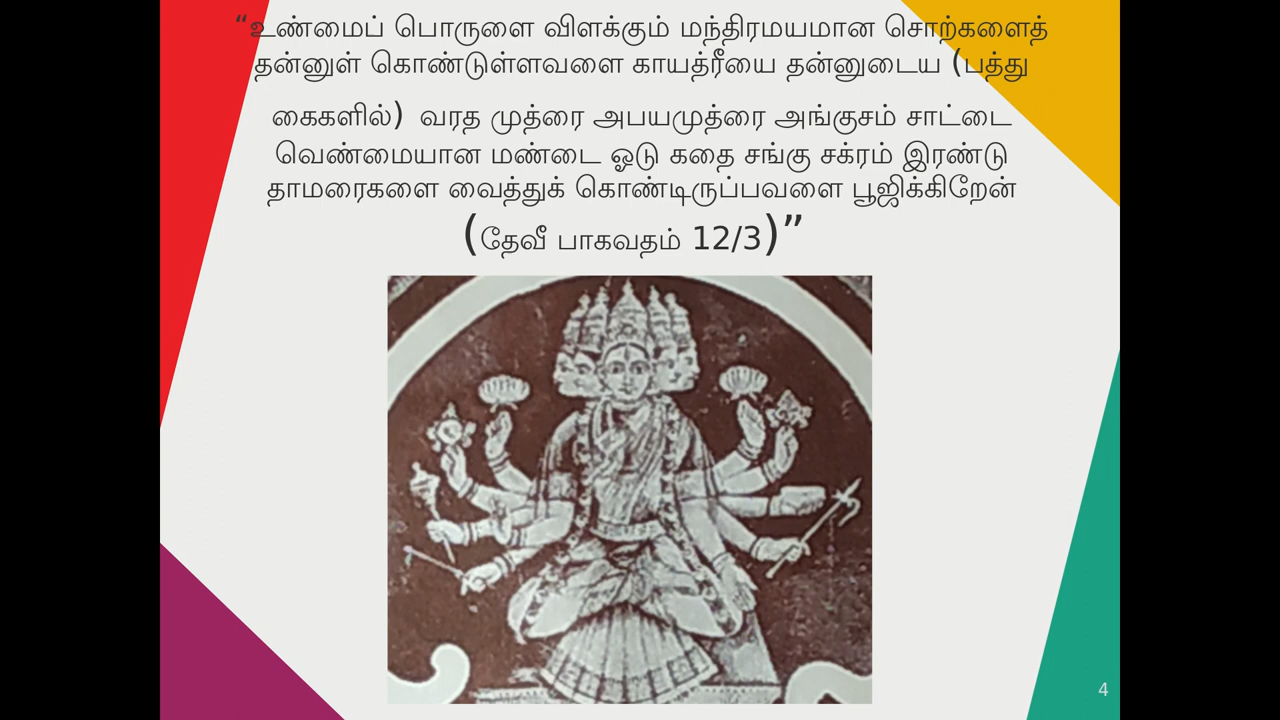 “உண்மைப் பொருளை விளக்கும் மந்திரமயமான சொற்களைத்
தன்னுள் கொண்டுள்ளவளை காயத்ரீயை தன்னுடைய (பத்து
கைகளில்) வரத முத்ரை அபயமுத்ரை அங்குசம் சாட்டை
வெண்மையான மண்டை ஓடு கதை சங்கு சக்ரம் இரண்டு
தாமரைகளை வைத்துக் கொண்டிருப்பவளை பூஜிக்கிறேன்
(தேவீ பாகவதம் 12/3)”
4